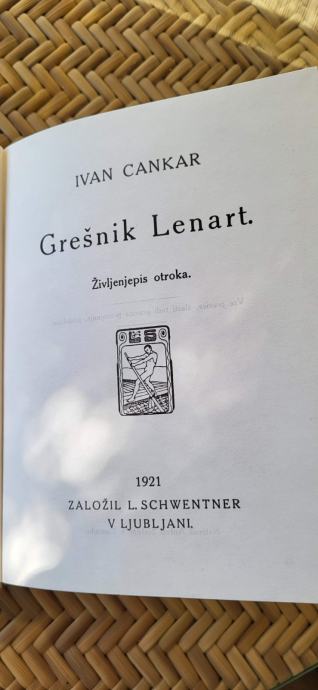 IVAN CANKAR
Grešnik Lenart.
Življenjepis otroka.
L S
1921
ZALOŽIL L. SCHWENTNER
V LJUBLJANI.